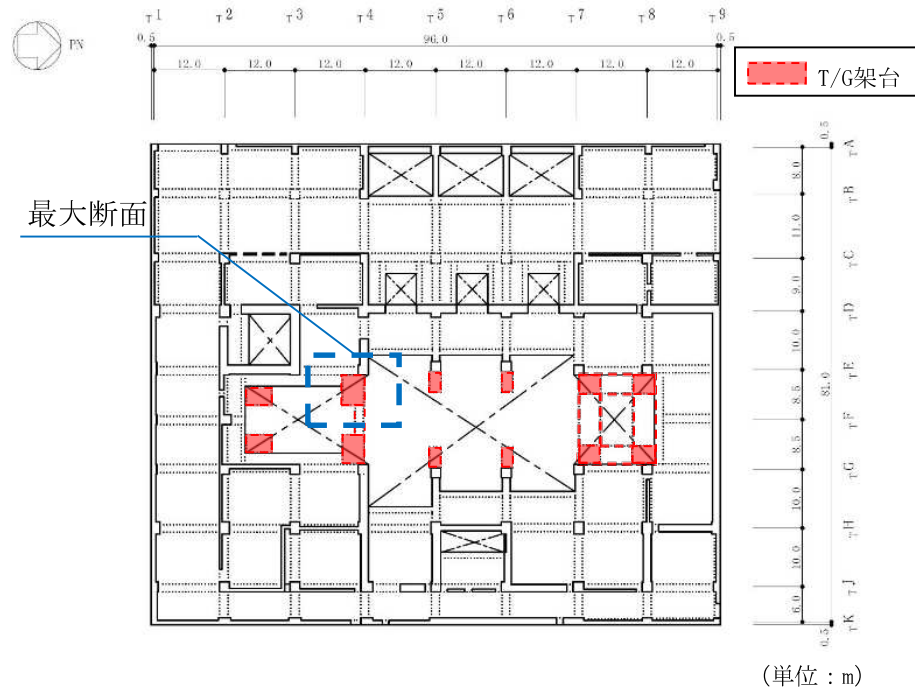 T1 T2 T3 T4 T5 T6 T7 T8 T9
PN
0.5 96.0 0.5
12.0 12.0 12.0 12.0 12.0 12.0 12.0 12.0
T/G架台
最大断面
0.5
TA
8.0
TB
11.0
TC
9.0
TD
10.0
TE
8.5
81.0
TF
8.5
TG
10.0
TH
10.0
TJ
6.0
TK
0.5
(単位:m)